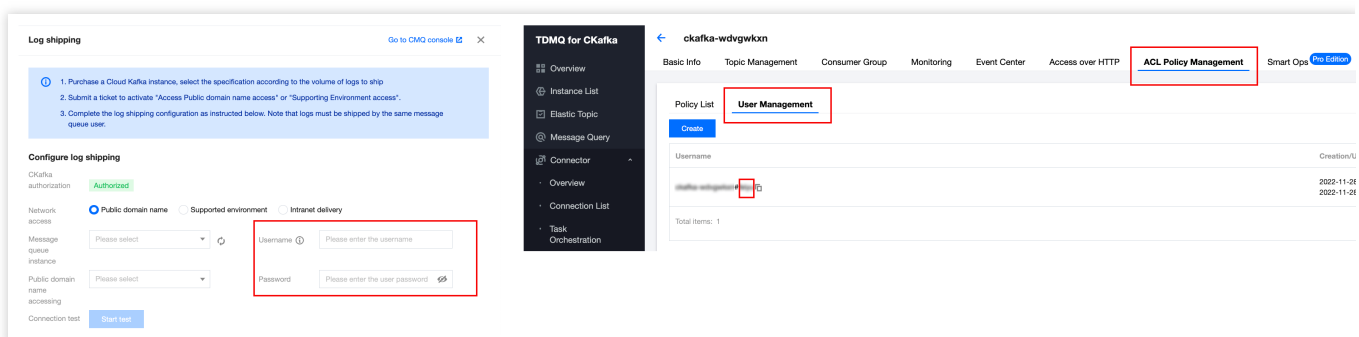 Log shipping
Go to CMQ console
1. Purchase a Cloud Kafka instance, select the specification according to the volume of logs to ship
2. Submit a ticket to activate "Access Public domain name access" or "Supporting Environment access".
3. Complete the log shipping configuration as instructed below. Note that logs must be shipped by the same message
queue user.
Configure log shipping
CKafka
authorization
Authorized
Network
access
Public domain name
Supported environment
Intranet delivery
Message
queue
instance
Please select
Username
Please enter the username
Public domain
name
accessing
Please select
Password
Please enter the user password
Connection test
Start test
TDMQ for CKafka
Overview
Instance List
Elastic Topic
Message Query
Connector
Overview
Connection List
Task
Orchestration
ckafka-wdvgwkxn
Basic Info
Topic Management
Consumer Group
Monitoring
Event Center
Access over HTTP
ACL Policy Management
Smart Ops
Pro Edition
Policy List
User Management
Create
Username
Creation/U
2022-11-28
2022-11-28
Total items: 1